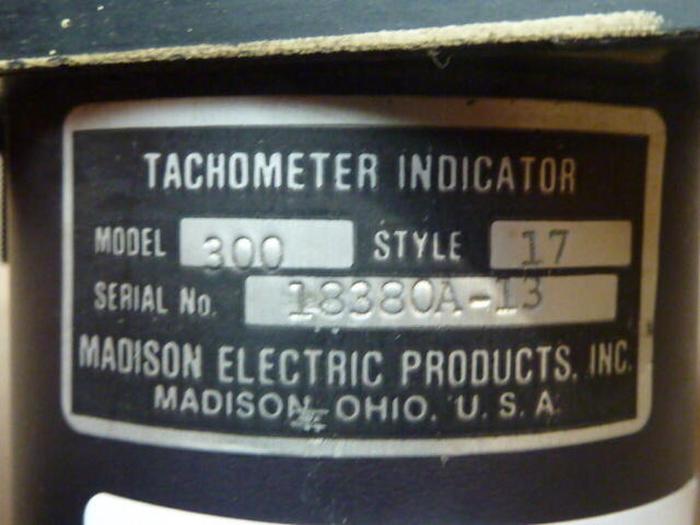 TACHOMETER INDICATOR
MODEL 300 STYLE 17
SERIAL No. 18380A-13
MADISON ELECTRIC PRODUCTS, INC.
MADISON, OHIO, U. S. A.